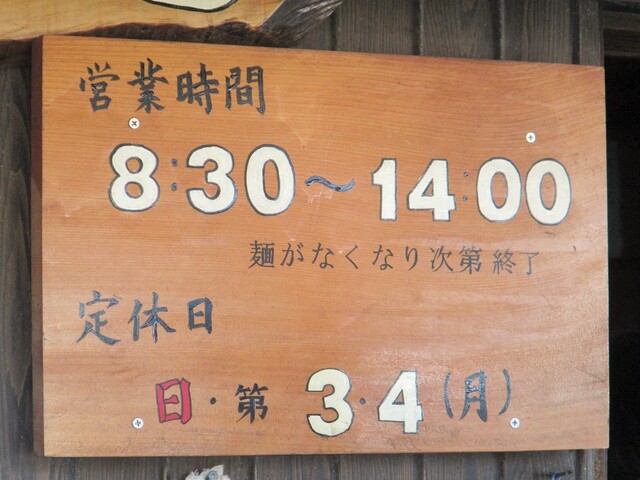 営業時間
8:30～14:00
麺がなくなり次第終了
定休日
日・第3・4(月)